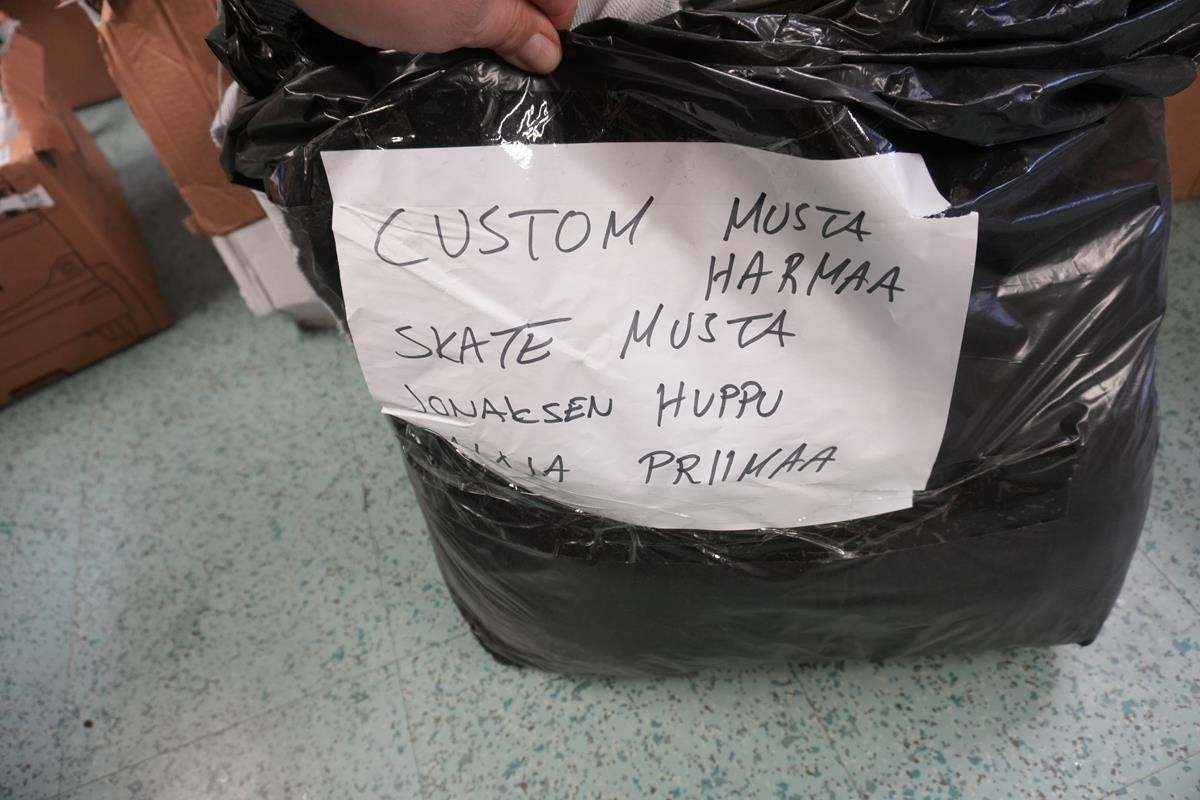 CUSTOM MUSTA
HARMAA
SKATE MUSTA
JONAKSEN HUPPU
PRIIMAA